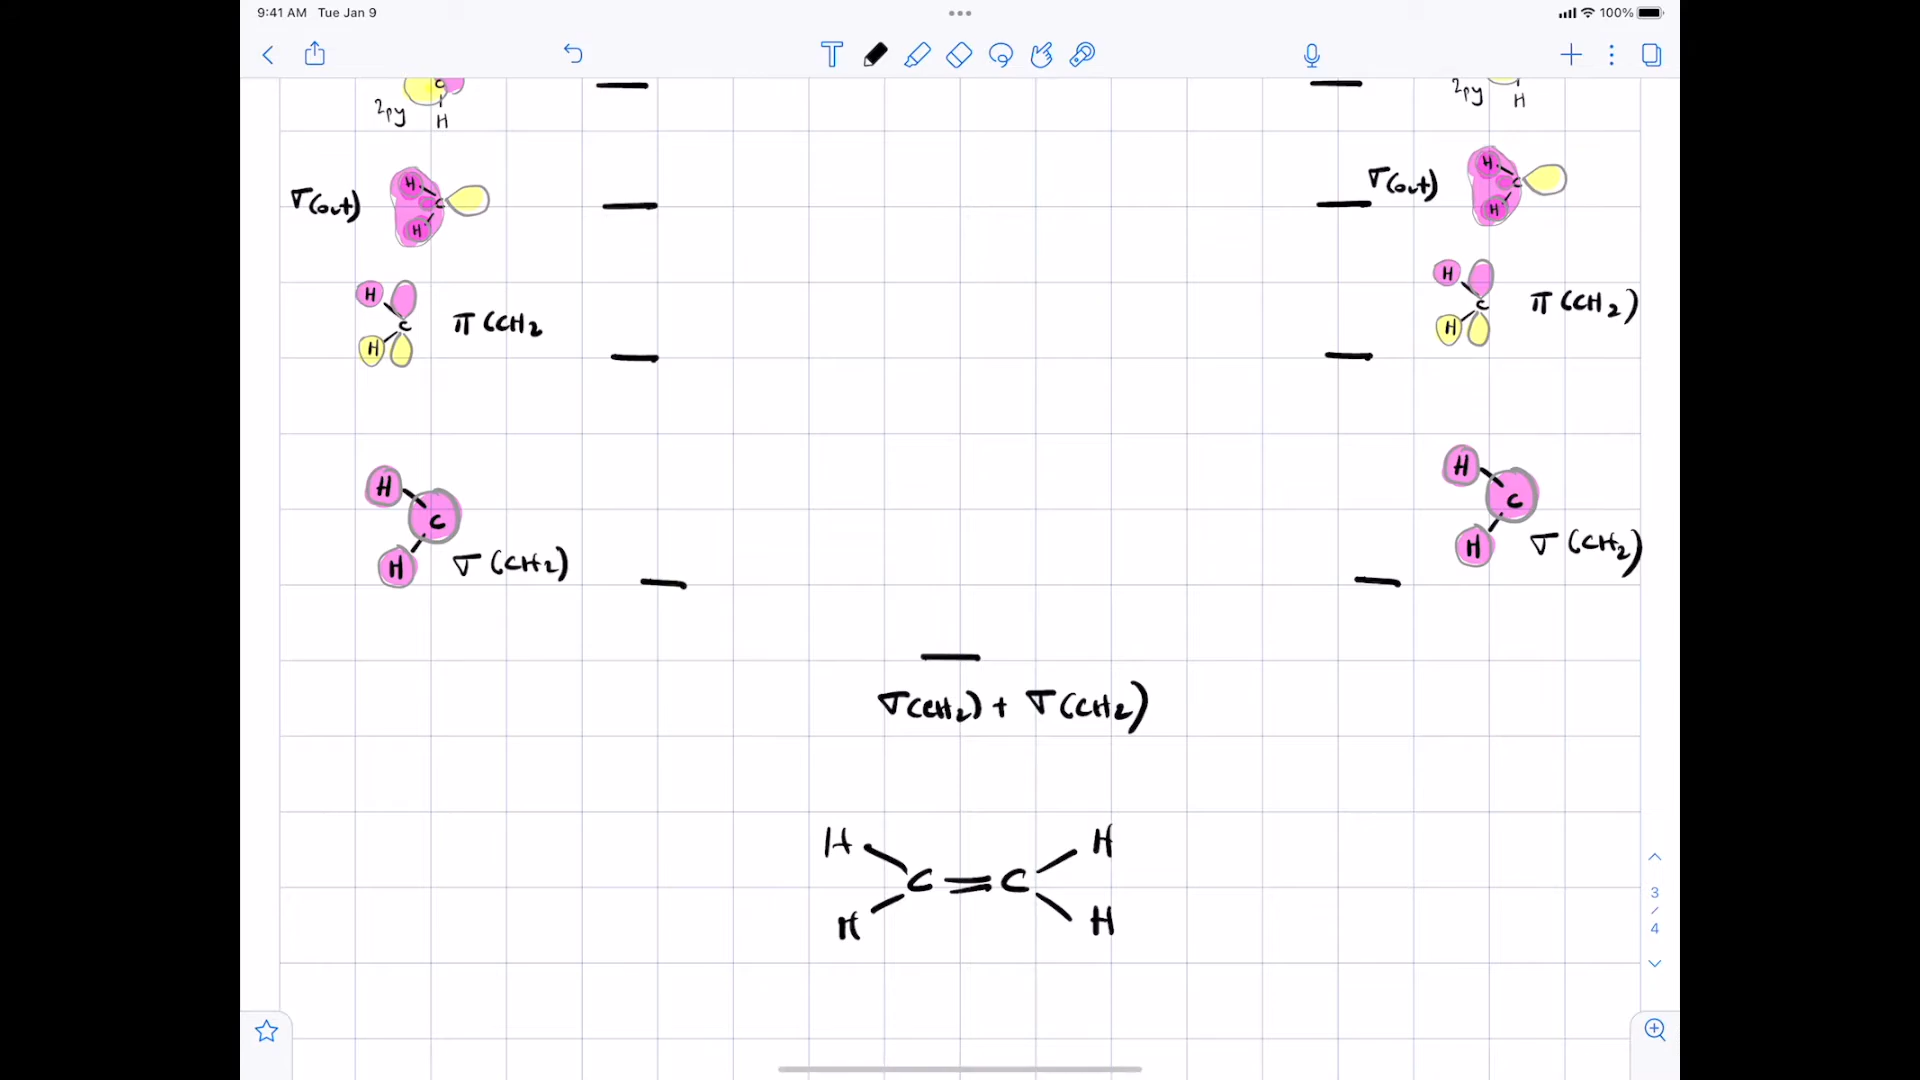 9:41 AM Tue Jan 9
100%
2py
H
2py
H
σ(out)
H
C
H
σ(out)
H
C
H
H
C
H
π(CH2
H
C
H
π(CH2)
H
C
H
σ(CH2)
H
C
H
σ(CH2)
σ(CH2) + σ(CH2)
H H
C=C
H H
3
/
4